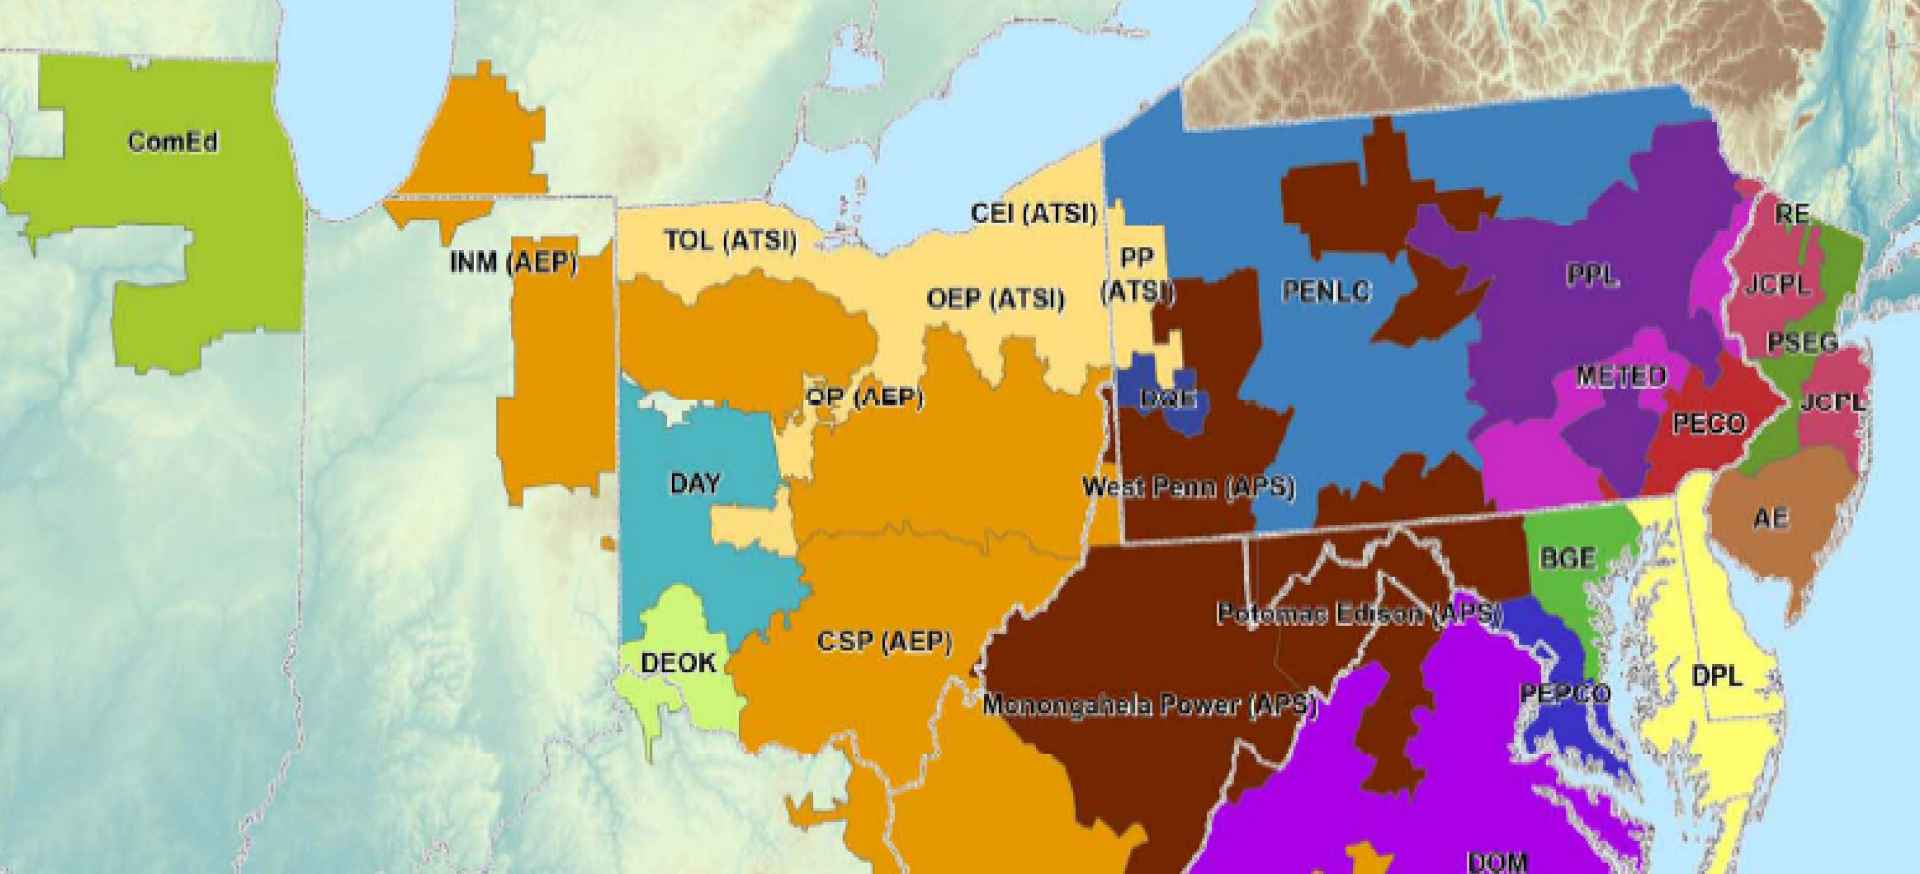 ComEd
CEI (ATSI)
RE
TOL (ATSI)
INM (AEP)
PP
(ATSI)
OEP (ATSI)
PENLC
PPL
JCPL
PSEG
METED
OP (AEP)
DQE
JCPL
PECO
DAY
West Penn (APS)
AE
BGE
Potomac Edison (APS)
CSP (AEP)
DEOK
DPL
PEPCO
Monongahela Power (APS)
DOM